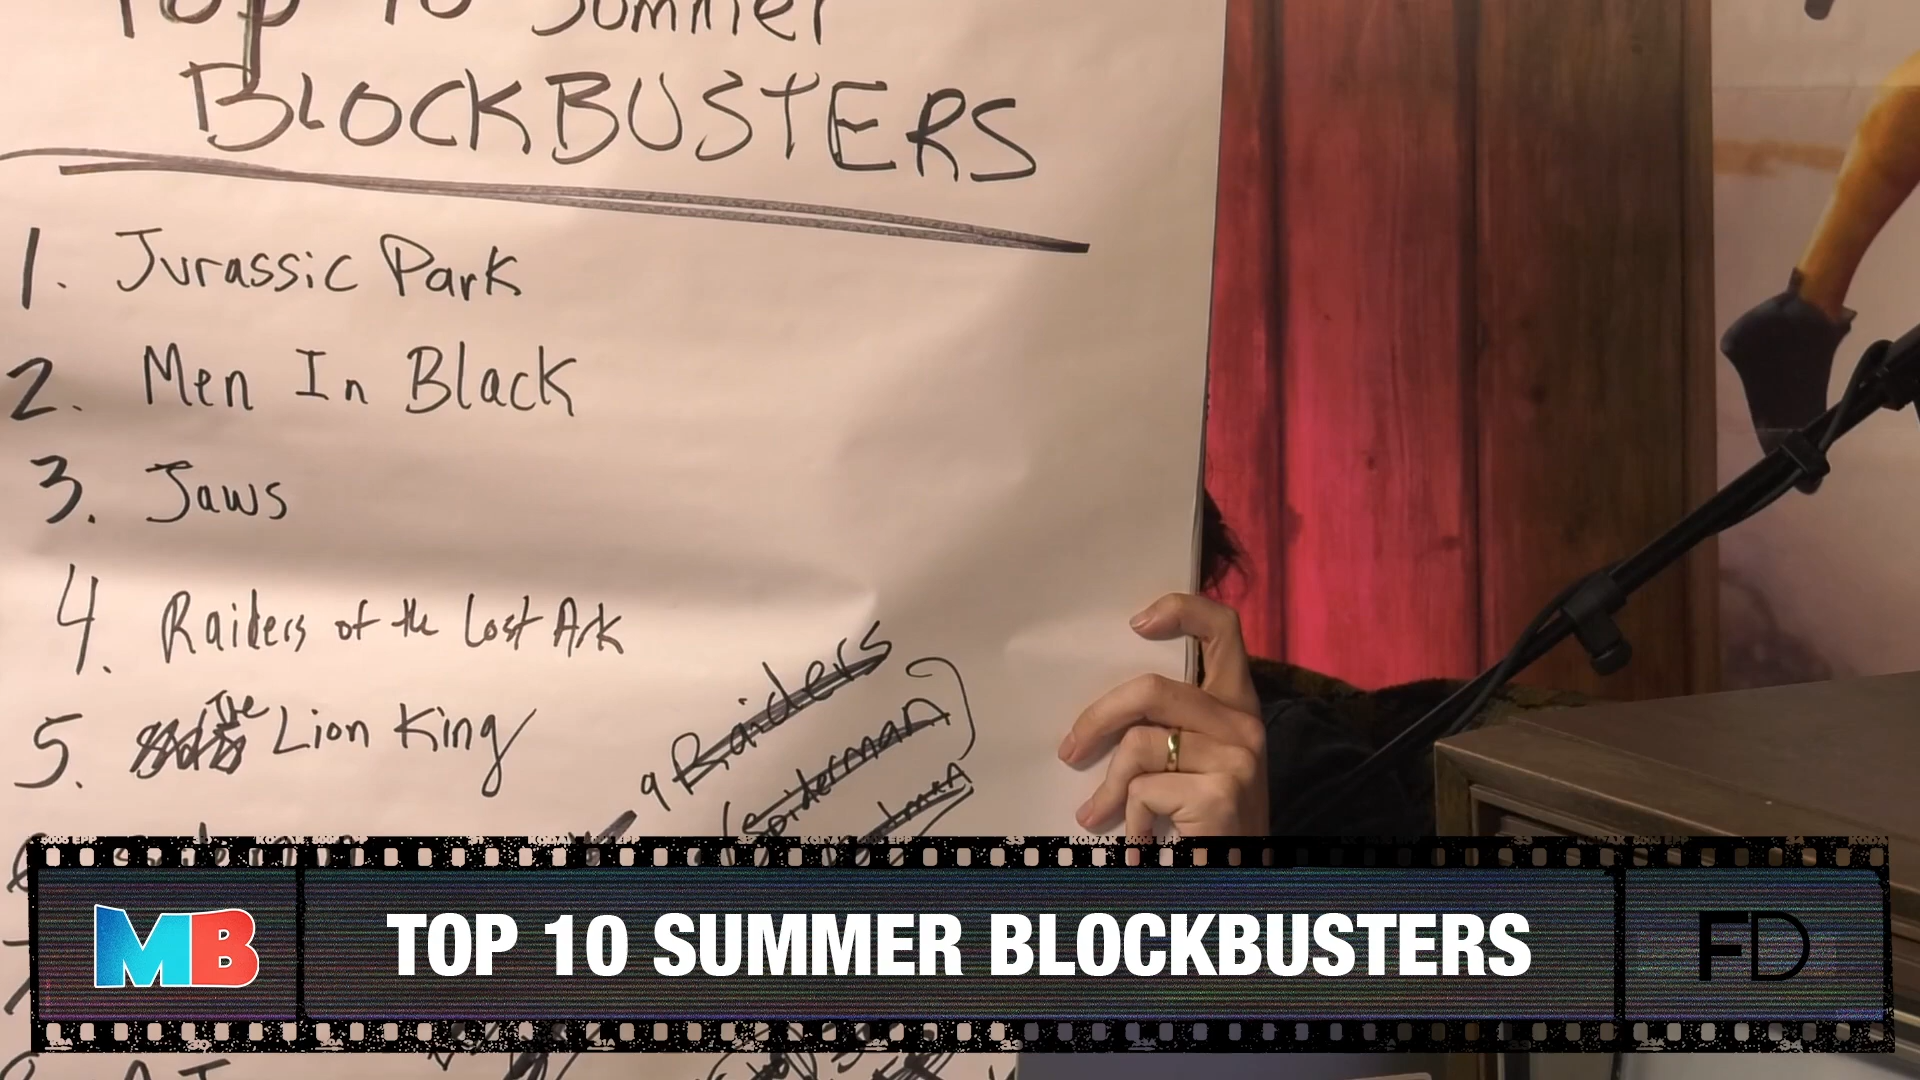 Top 10 Summer
BLOCKBUSTERS
1. Jurassic Park
2. Men In Black
3. Jaws
4. Raiders of the Lost Ark
5. The Lion King
9 Raiders
(Spiderman)
MB
TOP 10 SUMMER BLOCKBUSTERS
FD